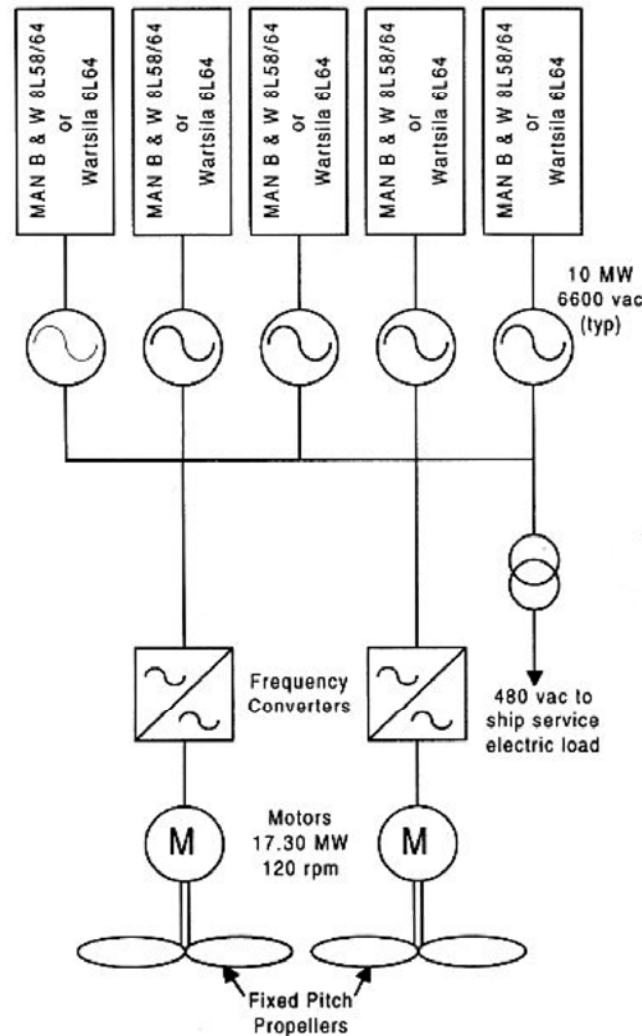 MAN B & W 8L58/64
or
Wartsila 6L64
MAN B & W 8L58/64
or
Wartsila 6L64
MAN B & W 8L58/64
or
Wartsila 6L64
MAN B & W 8L58/64
or
Wartsila 6L64
MAN B & W 8L58/64
or
Wartsila 6L64
10 MW
6600 vac
(typ)
Frequency
Converters
480 vac to
ship service
electric load
Motors
17.30 MW
120 rpm
M
M
Fixed Pitch
Propellers